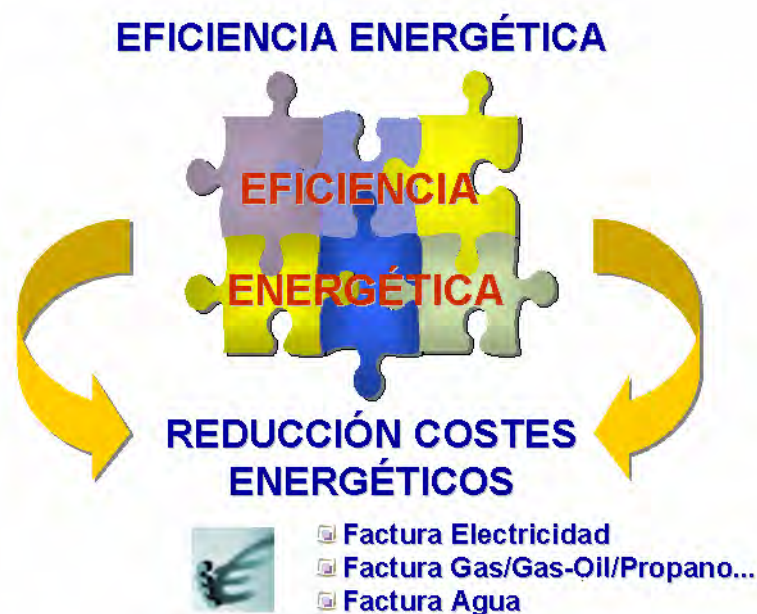 EFICIENCIA ENERGÉTICA
EFICIENCIA
ENERGÉTICA
REDUCCIÓN COSTES
ENERGÉTICOS
Factura Electricidad
Factura Gas/Gas-Oil/Propano...
Factura Agua